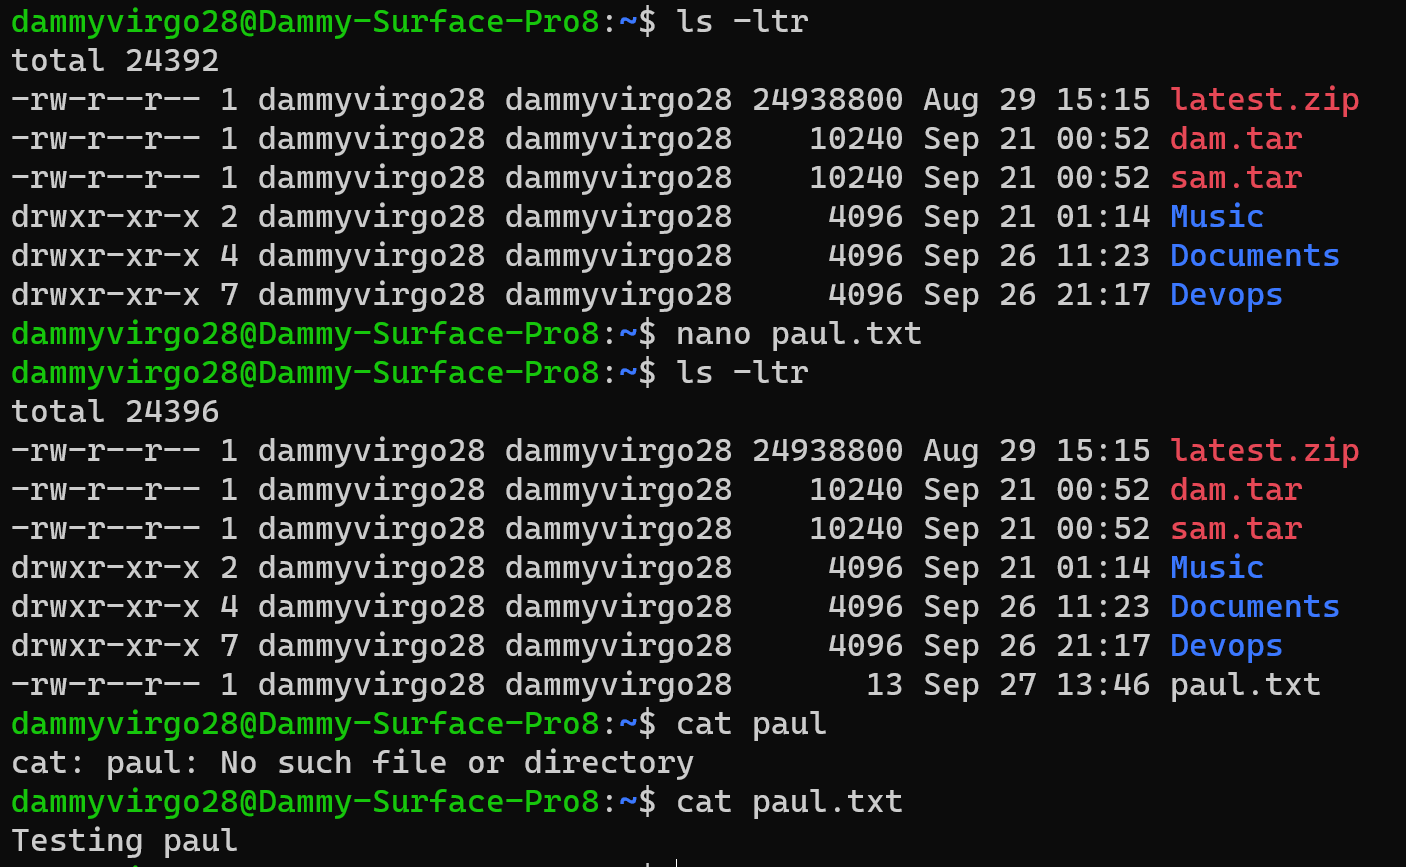 dammyvirgo28@Dammy-Surface-Pro8:~$ ls -ltr
total 24392
-rw-r--r-- 1 dammyvirgo28 dammyvirgo28 24938800 Aug 29 15:15 latest.zip
-rw-r--r-- 1 dammyvirgo28 dammyvirgo28    10240 Sep 21 00:52 dam.tar
-rw-r--r-- 1 dammyvirgo28 dammyvirgo28    10240 Sep 21 00:52 sam.tar
drwxr-xr-x 2 dammyvirgo28 dammyvirgo28     4096 Sep 21 01:14 Music
drwxr-xr-x 4 dammyvirgo28 dammyvirgo28     4096 Sep 26 11:23 Documents
drwxr-xr-x 7 dammyvirgo28 dammyvirgo28     4096 Sep 26 21:17 Devops
dammyvirgo28@Dammy-Surface-Pro8:~$ nano paul.txt
dammyvirgo28@Dammy-Surface-Pro8:~$ ls -ltr
total 24396
-rw-r--r-- 1 dammyvirgo28 dammyvirgo28 24938800 Aug 29 15:15 latest.zip
-rw-r--r-- 1 dammyvirgo28 dammyvirgo28    10240 Sep 21 00:52 dam.tar
-rw-r--r-- 1 dammyvirgo28 dammyvirgo28    10240 Sep 21 00:52 sam.tar
drwxr-xr-x 2 dammyvirgo28 dammyvirgo28     4096 Sep 21 01:14 Music
drwxr-xr-x 4 dammyvirgo28 dammyvirgo28     4096 Sep 26 11:23 Documents
drwxr-xr-x 7 dammyvirgo28 dammyvirgo28     4096 Sep 26 21:17 Devops
-rw-r--r-- 1 dammyvirgo28 dammyvirgo28       13 Sep 27 13:46 paul.txt
dammyvirgo28@Dammy-Surface-Pro8:~$ cat paul
cat: paul: No such file or directory
dammyvirgo28@Dammy-Surface-Pro8:~$ cat paul.txt
Testing paul